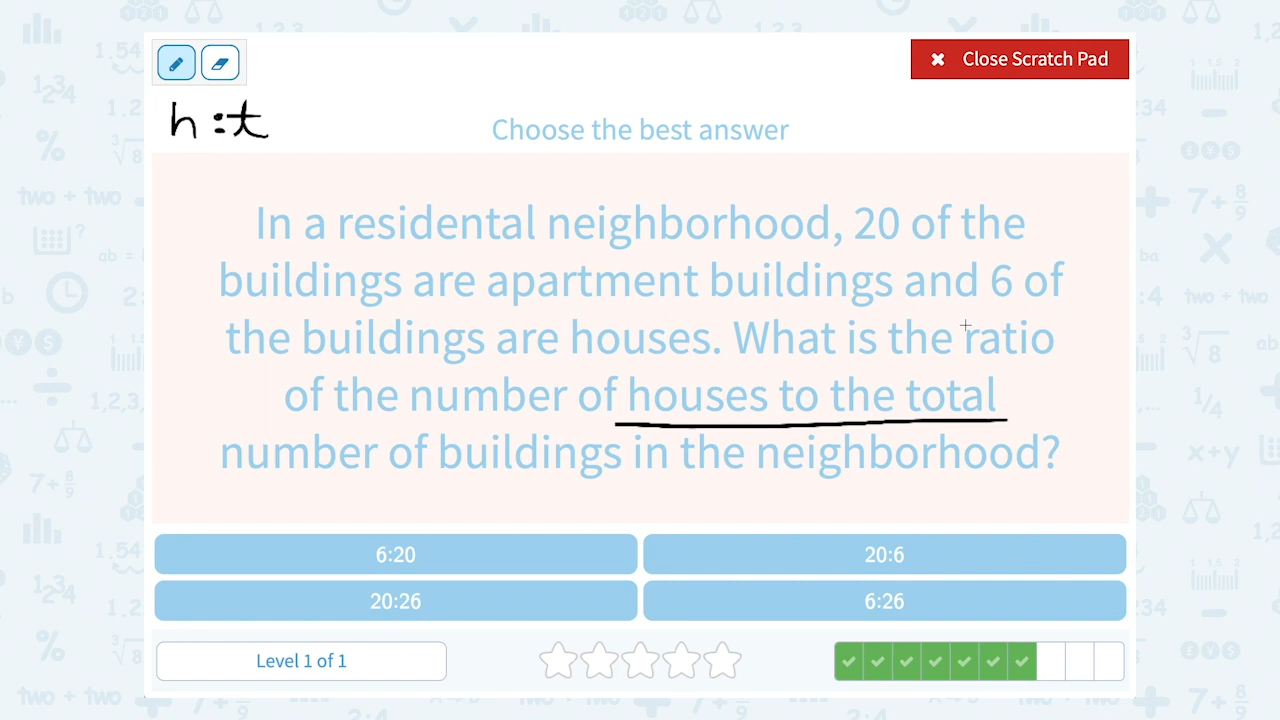 ✖ Close Scratch Pad
h:t
Choose the best answer
In a residental neighborhood, 20 of the
buildings are apartment buildings and 6 of
the buildings are houses. What is the ratio
of the number of houses to the total
number of buildings in the neighborhood?
6:20
20:6
20:26
6:26
Level 1 of 1